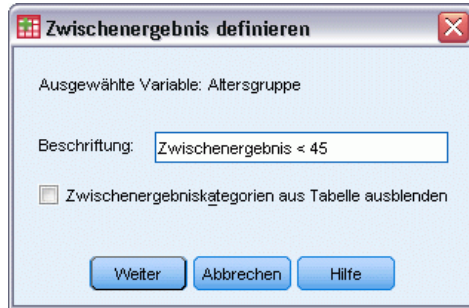 Zwischenergebnis definieren
Ausgewählte Variable: Altersgruppe
Beschriftung: Zwischenergebnis < 45
Zwischenergebniskategorien aus Tabelle ausblenden
Weiter Abbrechen Hilfe